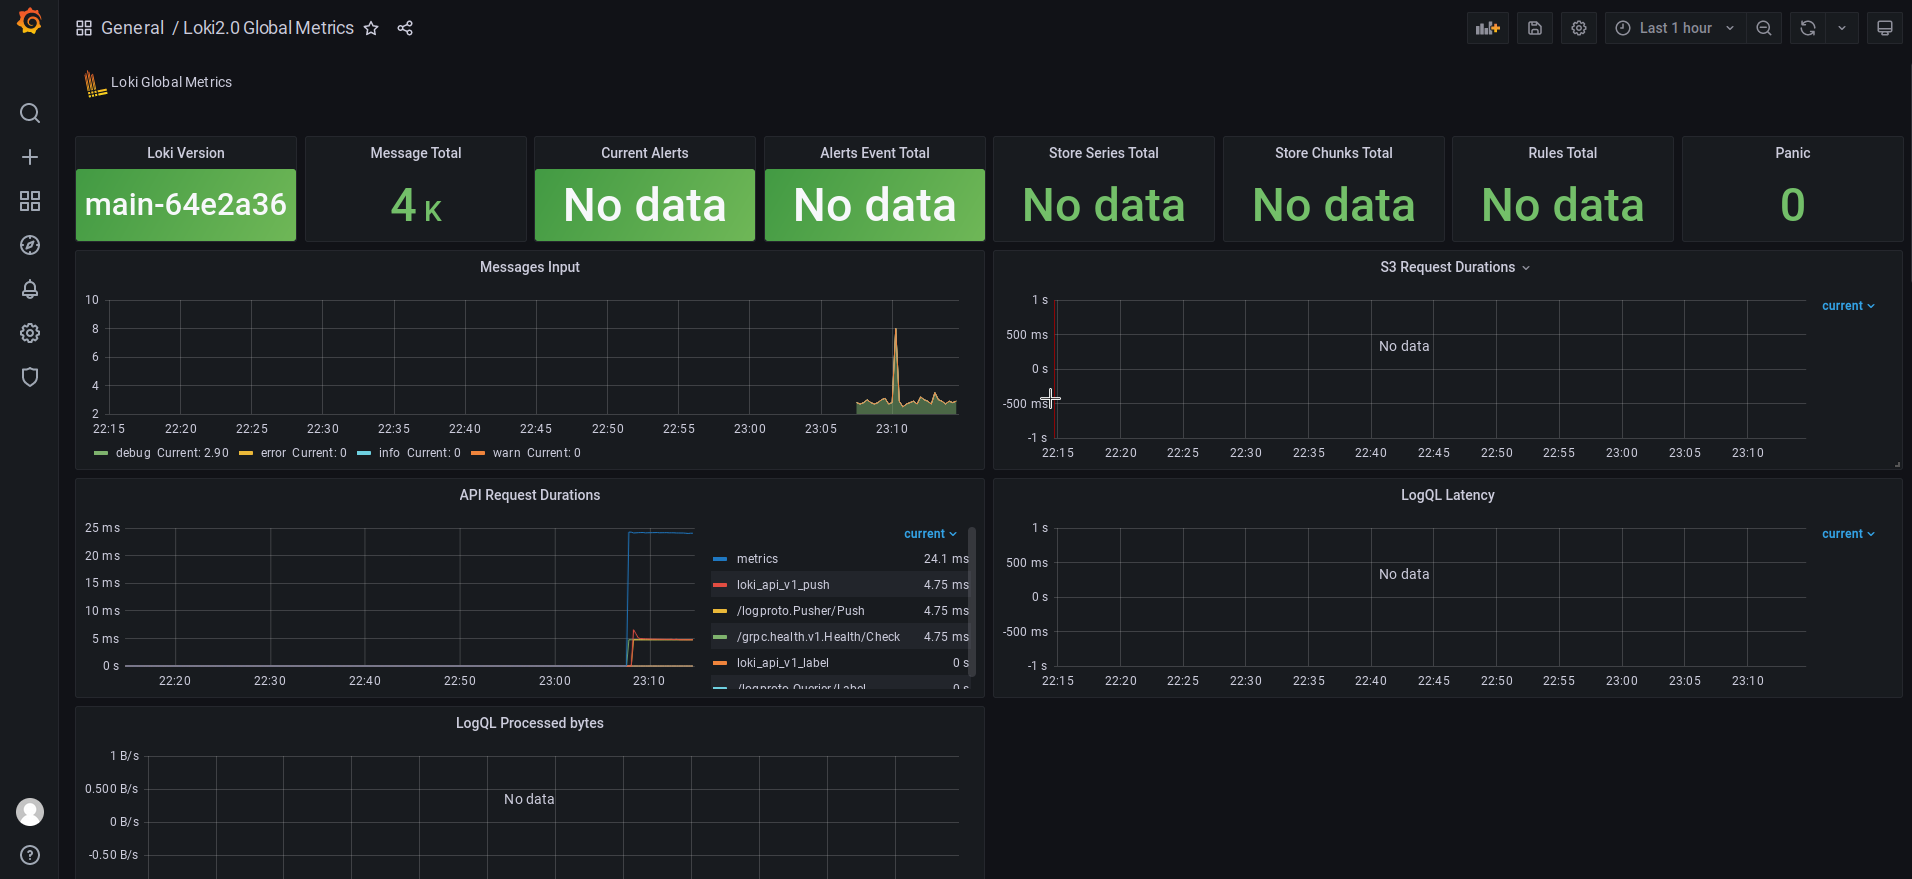 General / Loki2.0 Global Metrics
Last 1 hour
Loki Global Metrics
Loki Version
main-64e2a36
Message Total
4 K
Current Alerts
No data
Alerts Event Total
No data
Store Series Total
No data
Store Chunks Total
No data
Rules Total
No data
Panic
0
Messages Input
10
8
6
4
2
22:15 22:20 22:25 22:30 22:35 22:40 22:45 22:50 22:55 23:00 23:05 23:10
debug Current: 2.90 error Current: 0 info Current: 0 warn Current: 0
S3 Request Durations
1 s
500 ms
0 s
-500 ms
-1 s
No data
current
22:15 22:20 22:25 22:30 22:35 22:40 22:45 22:50 22:55 23:00 23:05 23:10
API Request Durations
25 ms
20 ms
15 ms
10 ms
5 ms
0 s
22:20 22:30 22:40 22:50 23:00 23:10
current
metrics 24.1 ms
loki_api_v1_push 4.75 ms
/logproto.Pusher/Push 4.75 ms
/grpc.health.v1.Health/Check 4.75 ms
loki_api_v1_label 0 s
/logproto.Querier/Label 0 s
LogQL Latency
1 s
500 ms
0 s
-500 ms
-1 s
No data
current
22:15 22:20 22:25 22:30 22:35 22:40 22:45 22:50 22:55 23:00 23:05 23:10
LogQL Processed bytes
1 B/s
0.500 B/s
0 B/s
-0.50 B/s
No data